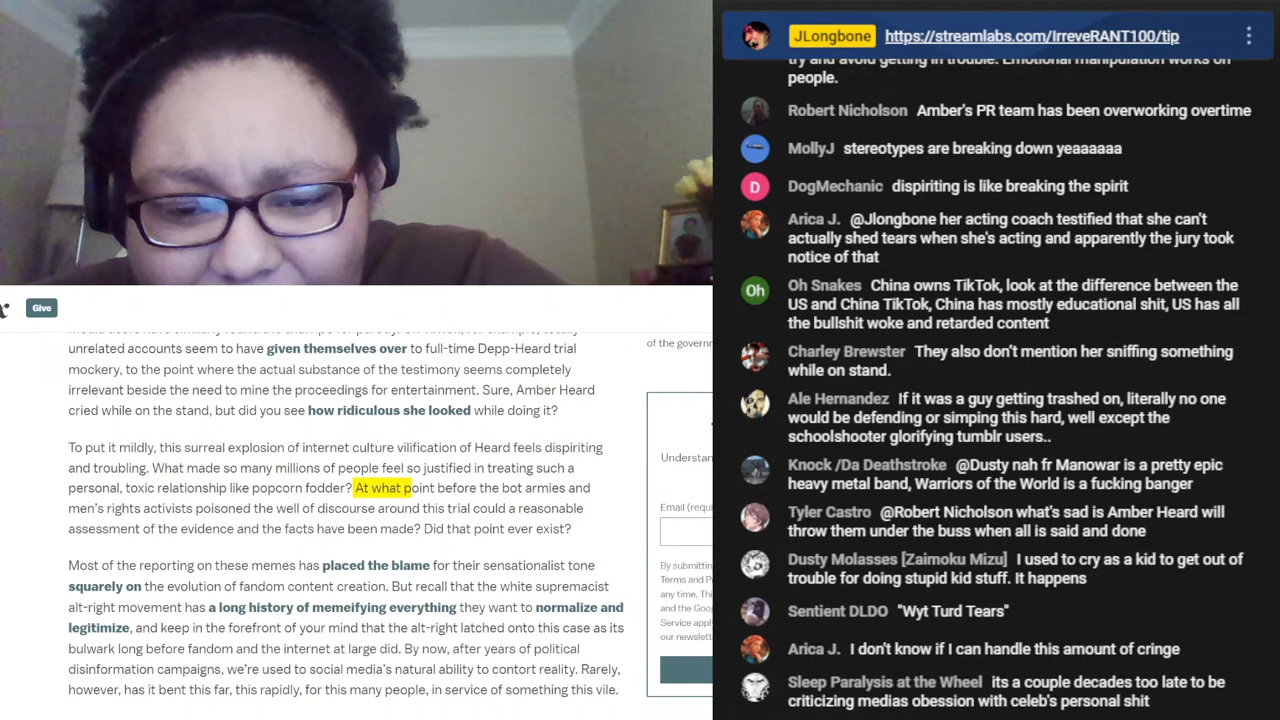 JLongbone https://streamlabs.com/IrreveRANT100/tip
try and avoid getting in trouble. Emotional manipulation works on
people.
Robert Nicholson Amber's PR team has been overworking overtime
MollyJ stereotypes are breaking down yeaaaaaa
D DogMechanic dispiriting is like breaking the spirit
Arica J. @Jlongbone her acting coach testified that she can't
actually shed tears when she's acting and apparently the jury took
notice of that
Oh Oh Snakes China owns TikTok, look at the difference between the
US and China TikTok, China has mostly educational shit, US has all
the bullshit woke and retarded content
Charley Brewster They also don't mention her sniffing something
while on stand.
Ale Hernandez If it was a guy getting trashed on, literally no one
would be defending or simping this hard, well except the
schoolshooter glorifying tumblr users..
Knock /Da Deathstroke @Dusty nah fr Manowar is a pretty epic
heavy metal band, Warriors of the World is a fucking banger
Tyler Castro @Robert Nicholson what's sad is Amber Heard will
throw them under the buss when all is said and done
Dusty Molasses [Zaimoku Mizu] I used to cry as a kid to get out of
trouble for doing stupid kid stuff. It happens
Sentient DLDO "Wyt Turd Tears"
Arica J. I don't know if I can handle this amount of cringe
Sleep Paralysis at the Wheel its a couple decades too late to be
criticizing medias obession with celeb's personal shit
Give
unrelated accounts seem to have given themselves over to full-time Depp-Heard trial
mockery, to the point where the actual substance of the testimony seems completely
irrelevant beside the need to mine the proceedings for entertainment. Sure, Amber Heard
cried while on the stand, but did you see how ridiculous she looked while doing it?
To put it mildly, this surreal explosion of internet culture vilification of Heard feels dispiriting
and troubling. What made so many millions of people feel so justified in treating such a
personal, toxic relationship like popcorn fodder? At what point before the bot armies and
men's rights activists poisoned the well of discourse around this trial could a reasonable
assessment of the evidence and the facts have been made? Did that point ever exist?
Most of the reporting on these memes has placed the blame for their sensationalist tone
squarely on the evolution of fandom content creation. But recall that the white supremacist
alt-right movement has a long history of memeifying everything they want to normalize and
legitimize, and keep in the forefront of your mind that the alt-right latched onto this case as its
bulwark long before fandom and the internet at large did. By now, after years of political
disinformation campaigns, we're used to social media's natural ability to contort reality. Rarely,
however, has it bent this far, this rapidly, for this many people, in service of something this vile.
of the governm
Understan
Email (requ
By submittin
Terms and P
any time. Thi
and the Goo
Service apply
our newslett